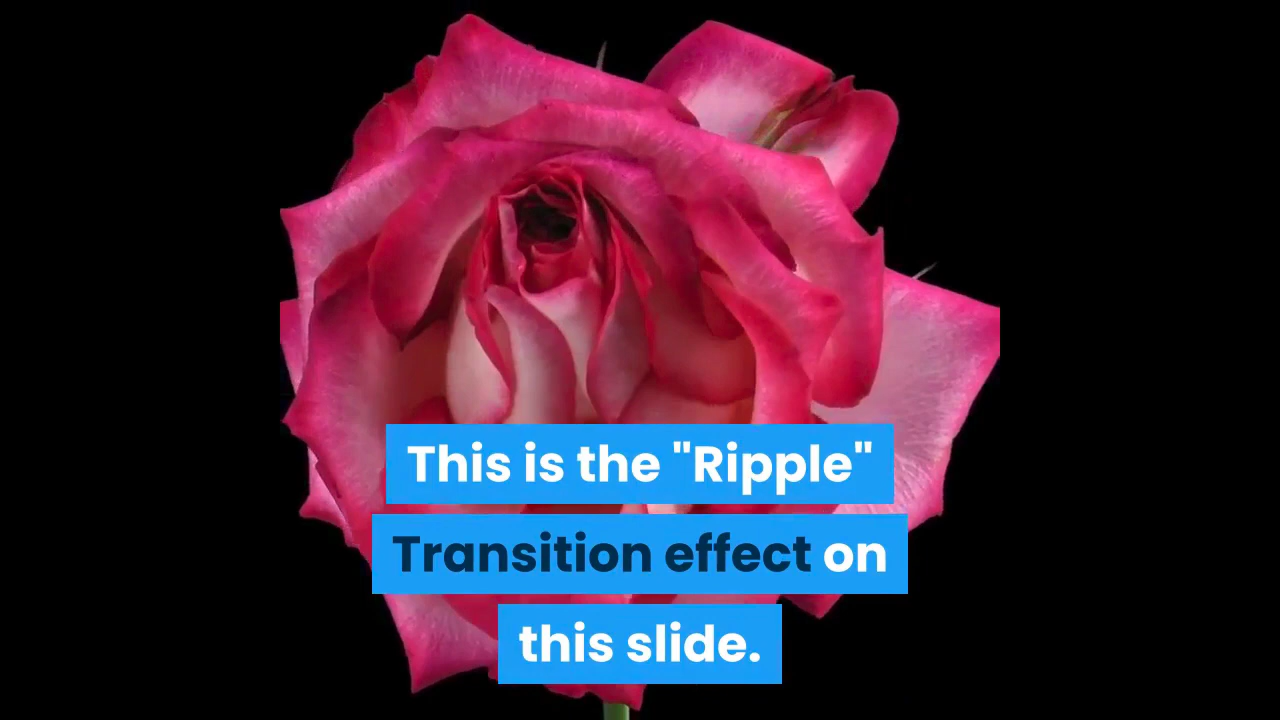 This is the "Ripple"
Transition effect on
this slide.